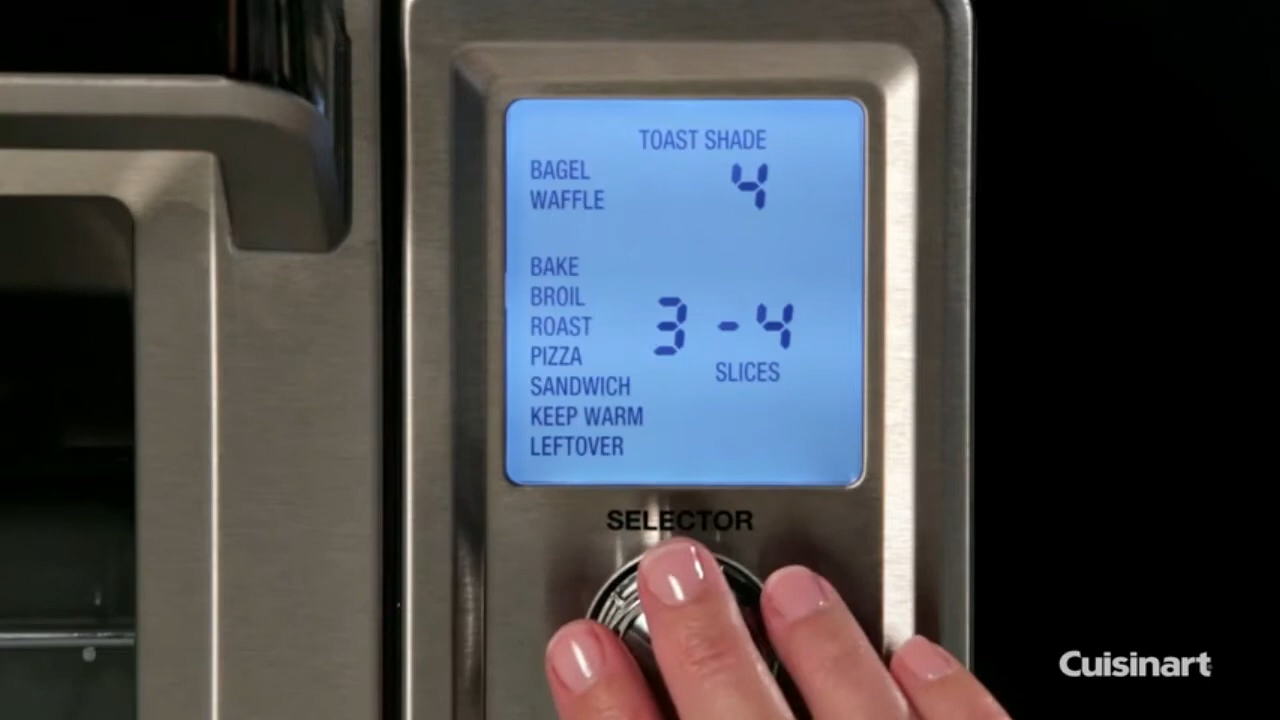 TOAST SHADE
BAGEL
4
WAFFLE
BAKE
BROIL
ROAST
3 - 4
PIZZA
SLICES
SANDWICH
KEEP WARM
LEFTOVER
SELECTOR
Cuisinart